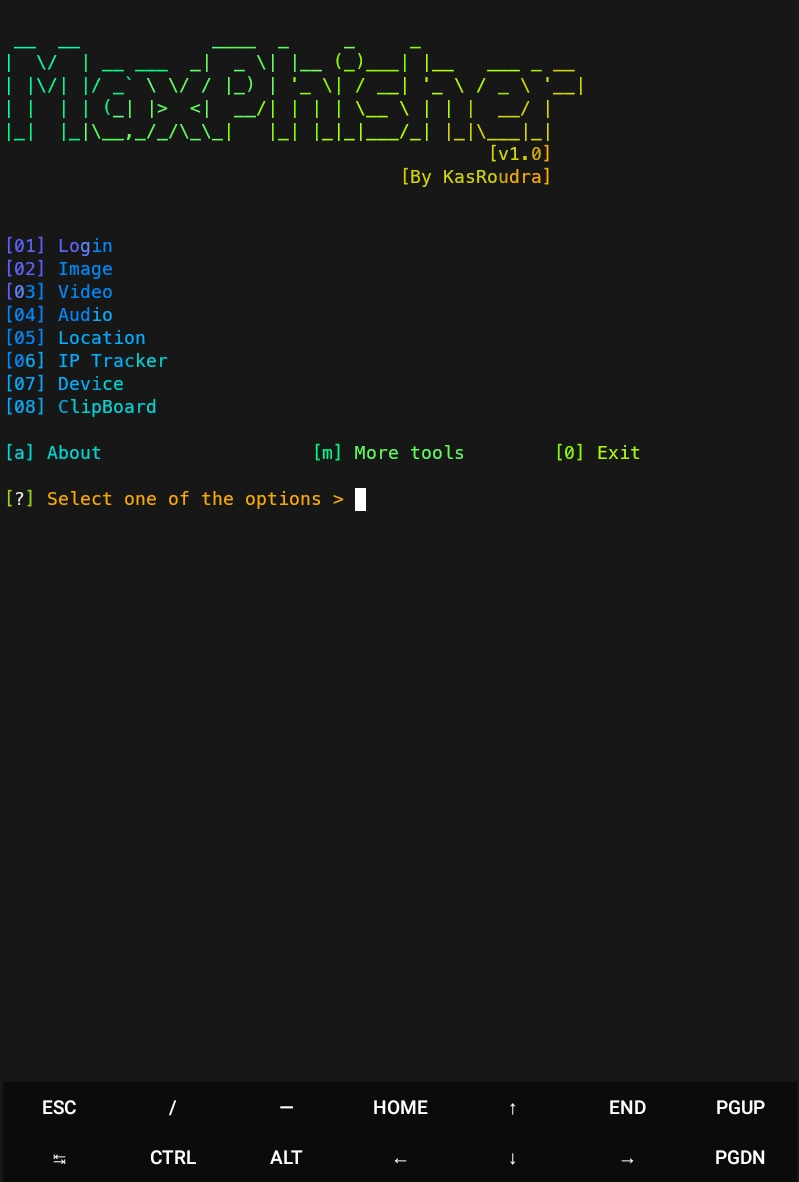 MaxPhisher
[v1.0]
[By KasRoudra]
[01] Login
[02] Image
[03] Video
[04] Audio
[05] Location
[06] IP Tracker
[07] Device
[08] ClipBoard
[a] About [m] More tools [0] Exit
[?] Select one of the options >
ESC / — HOME ↑ END PGUP
↹ CTRL ALT ← ↓ → PGDN